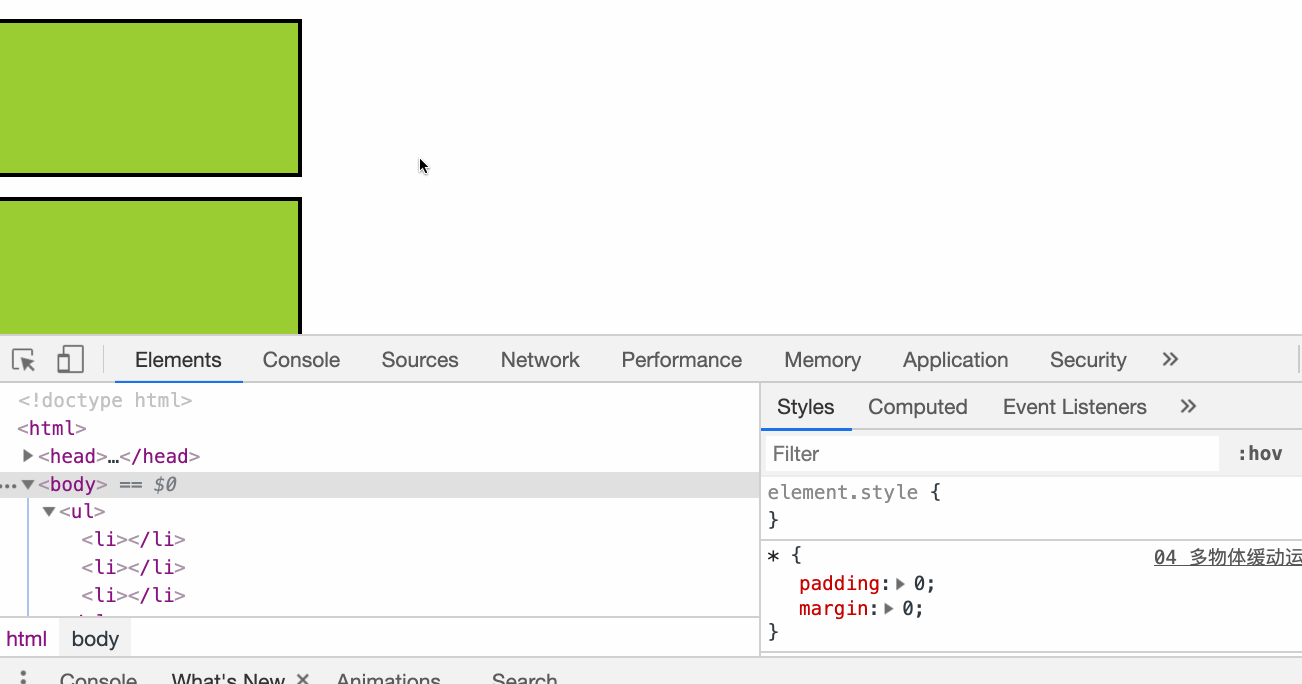 Elements Console Sources Network Performance Memory Application Security »
<!doctype html>
<html>
▶<head>…</head>
…▼<body> == $0
▼<ul>
<li></li>
<li></li>
<li></li>
html body
Styles Computed Event Listeners »
Filter :hov
element.style {
}
* { 04 多物体缓动运
padding:▶ 0;
margin:▶ 0;
}
⋮ Console What's New × Animations Search